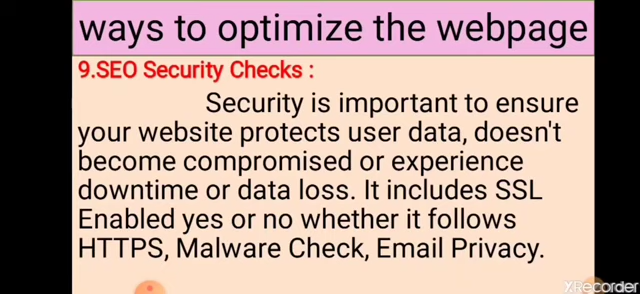 ways to optimize the webpage
9.SEO Security Checks :
Security is important to ensure
your website protects user data, doesn't
become compromised or experience
downtime or data loss. It includes SSL
Enabled yes or no whether it follows
HTTPS, Malware Check, Email Privacy.
XRecorder